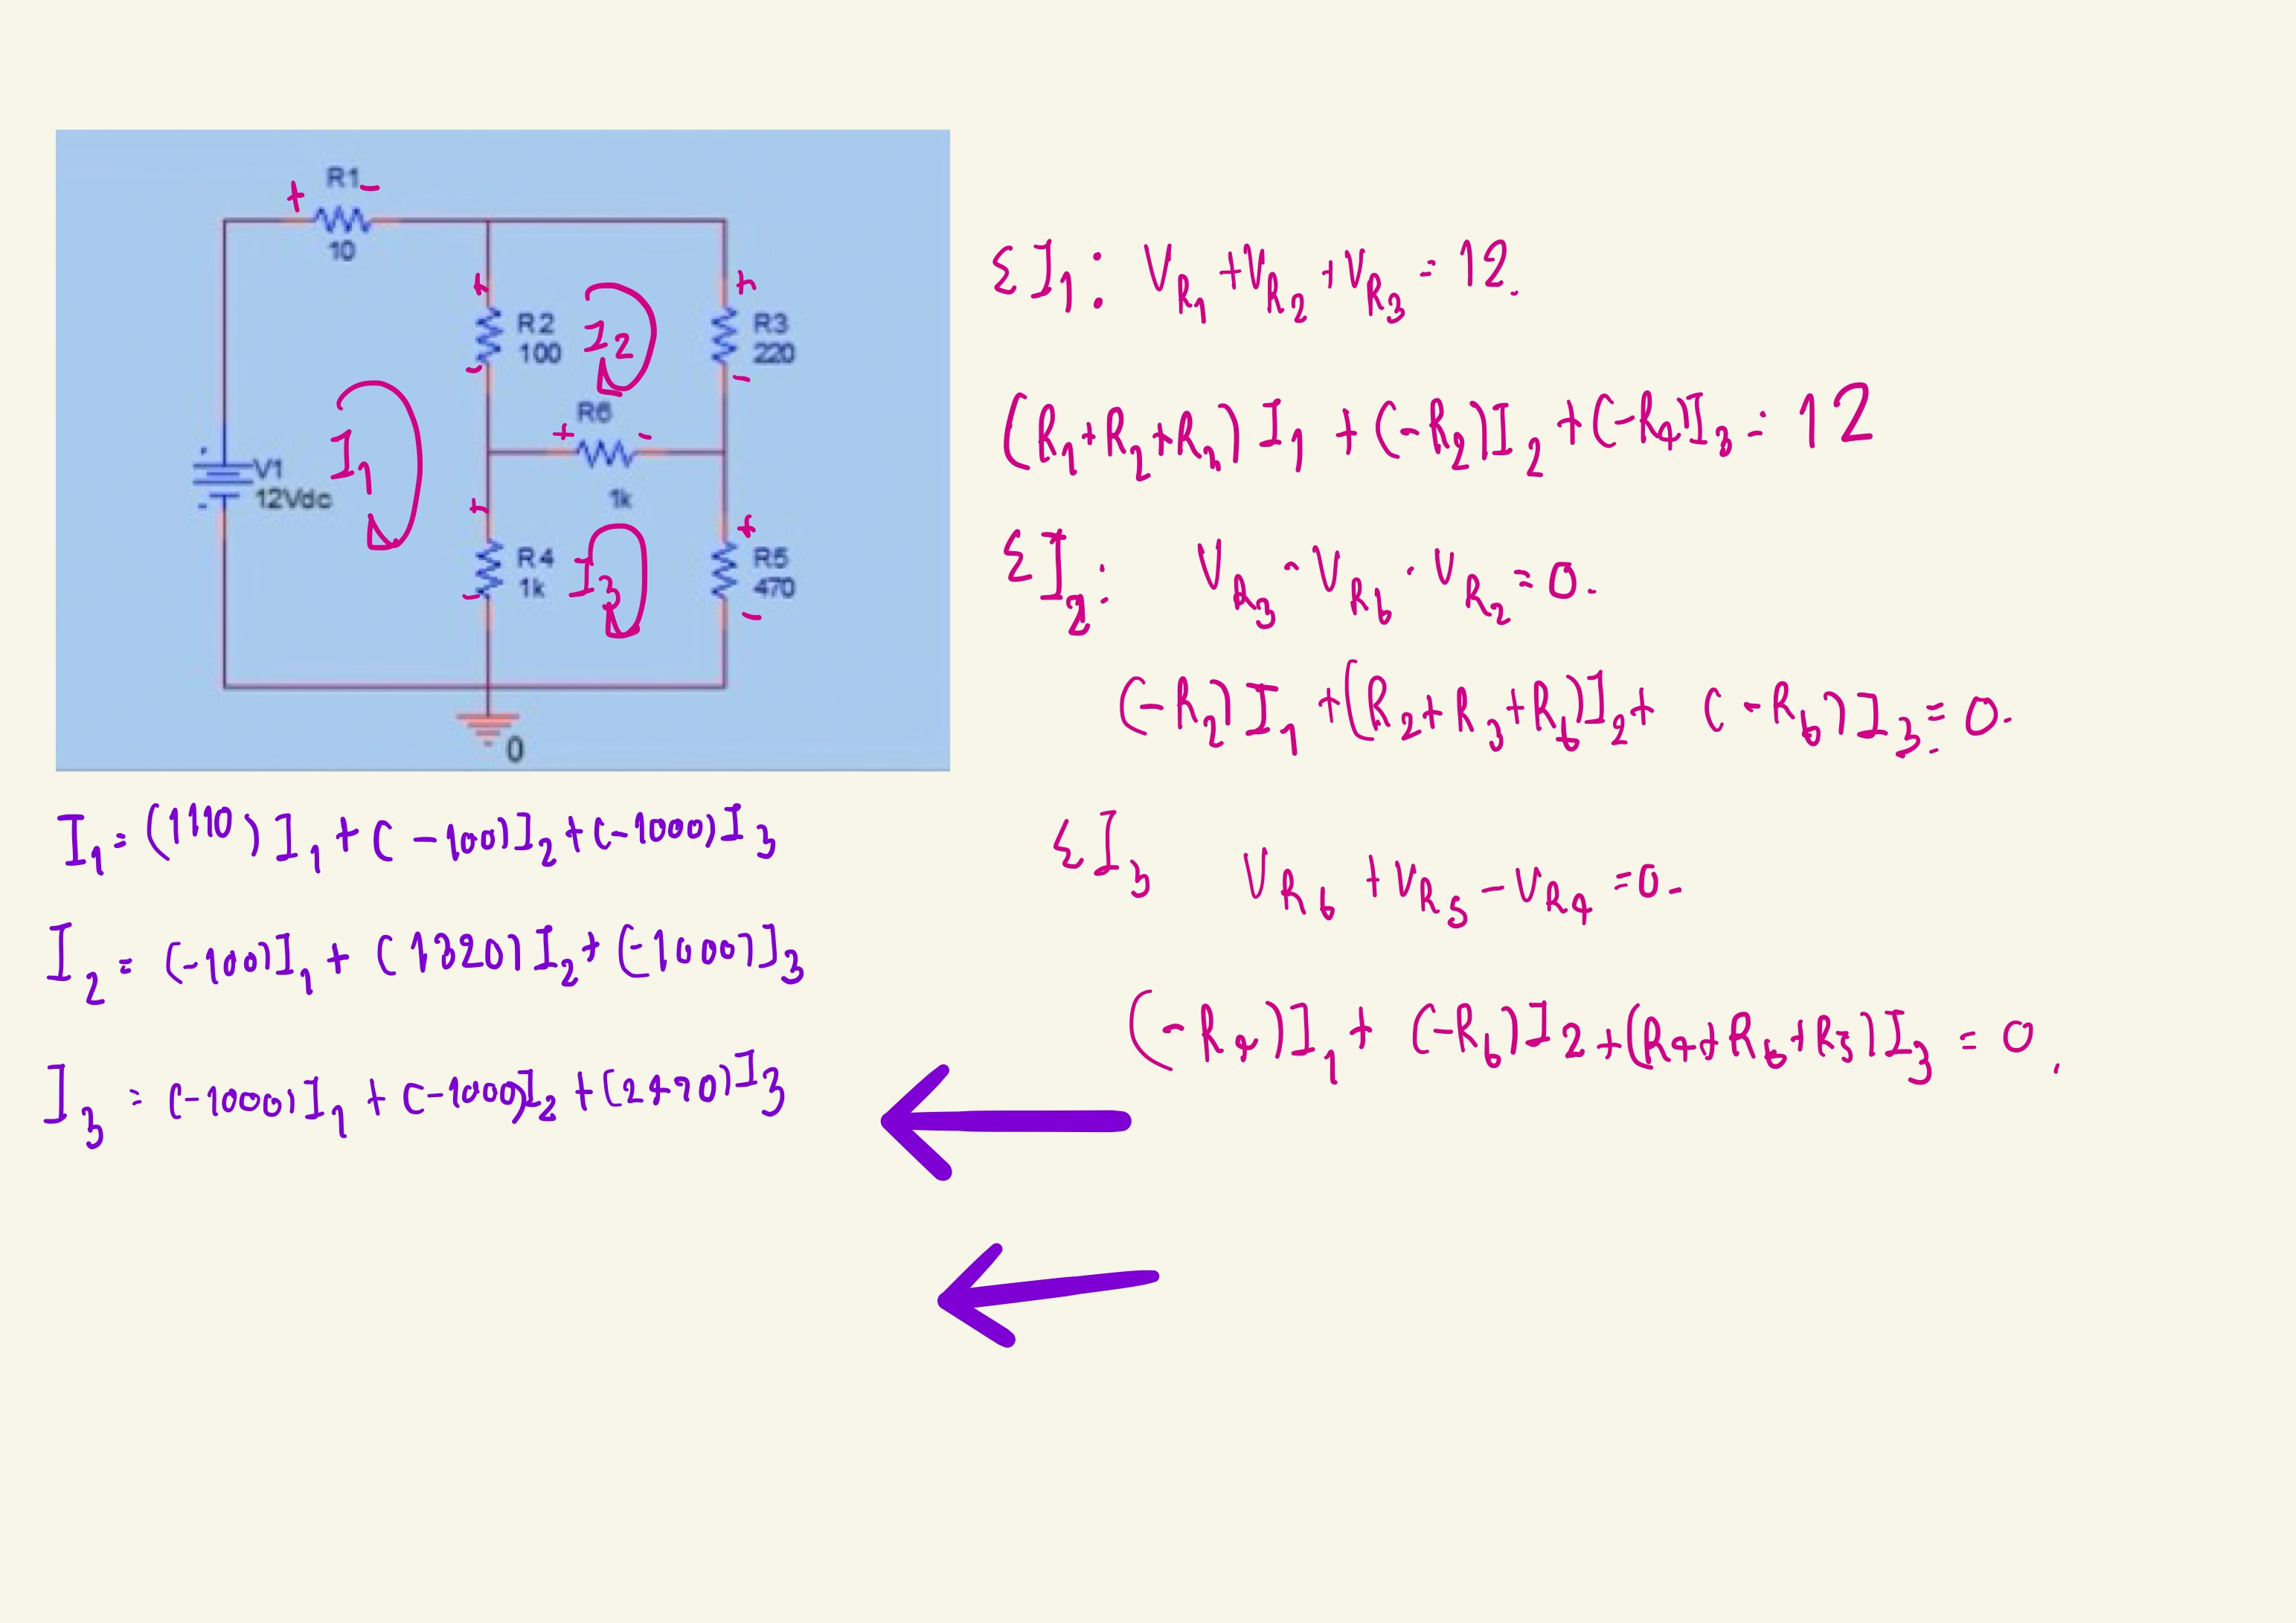 R1
+ -
10
+ +
R2
100
I2
R3
220
- -
R6
+ -
1k
I1
V1
12Vdc
+ +
R4
1k
I3
R5
470
- -
0
ΣI1: VR1 +VR2 +VR3 = 12.
(R1+R2+R3) I1 + (-R2)I2 +(-R4)I3 = 12
ΣI2: VR3 - VR6 - VR2 = 0.
(-R2) I1 +(R2+R3+R6)I2+ (-R6)I3 = 0.
ΣI3 VR6 +VR5 -VR4 =0.
(-R4)I1 + (-R6)I2 +(R4+R6+R5)I3 = 0.
I1 = (1110) I1 + (-100)I2 +(-1000)I3
I2 = (-100)I1 + (1320)I2 + (-1000)I3
I3 = (-1000)I1 + (-1000)I2 +(2470)I3